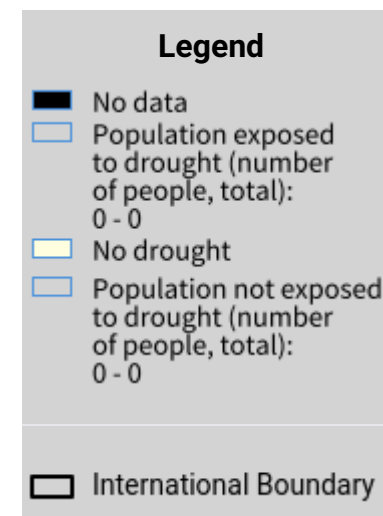 Legend
No data
Population exposed
to drought (number
of people, total):
0 - 0
No drought
Population not exposed
to drought (number
of people, total):
0 - 0
International Boundary